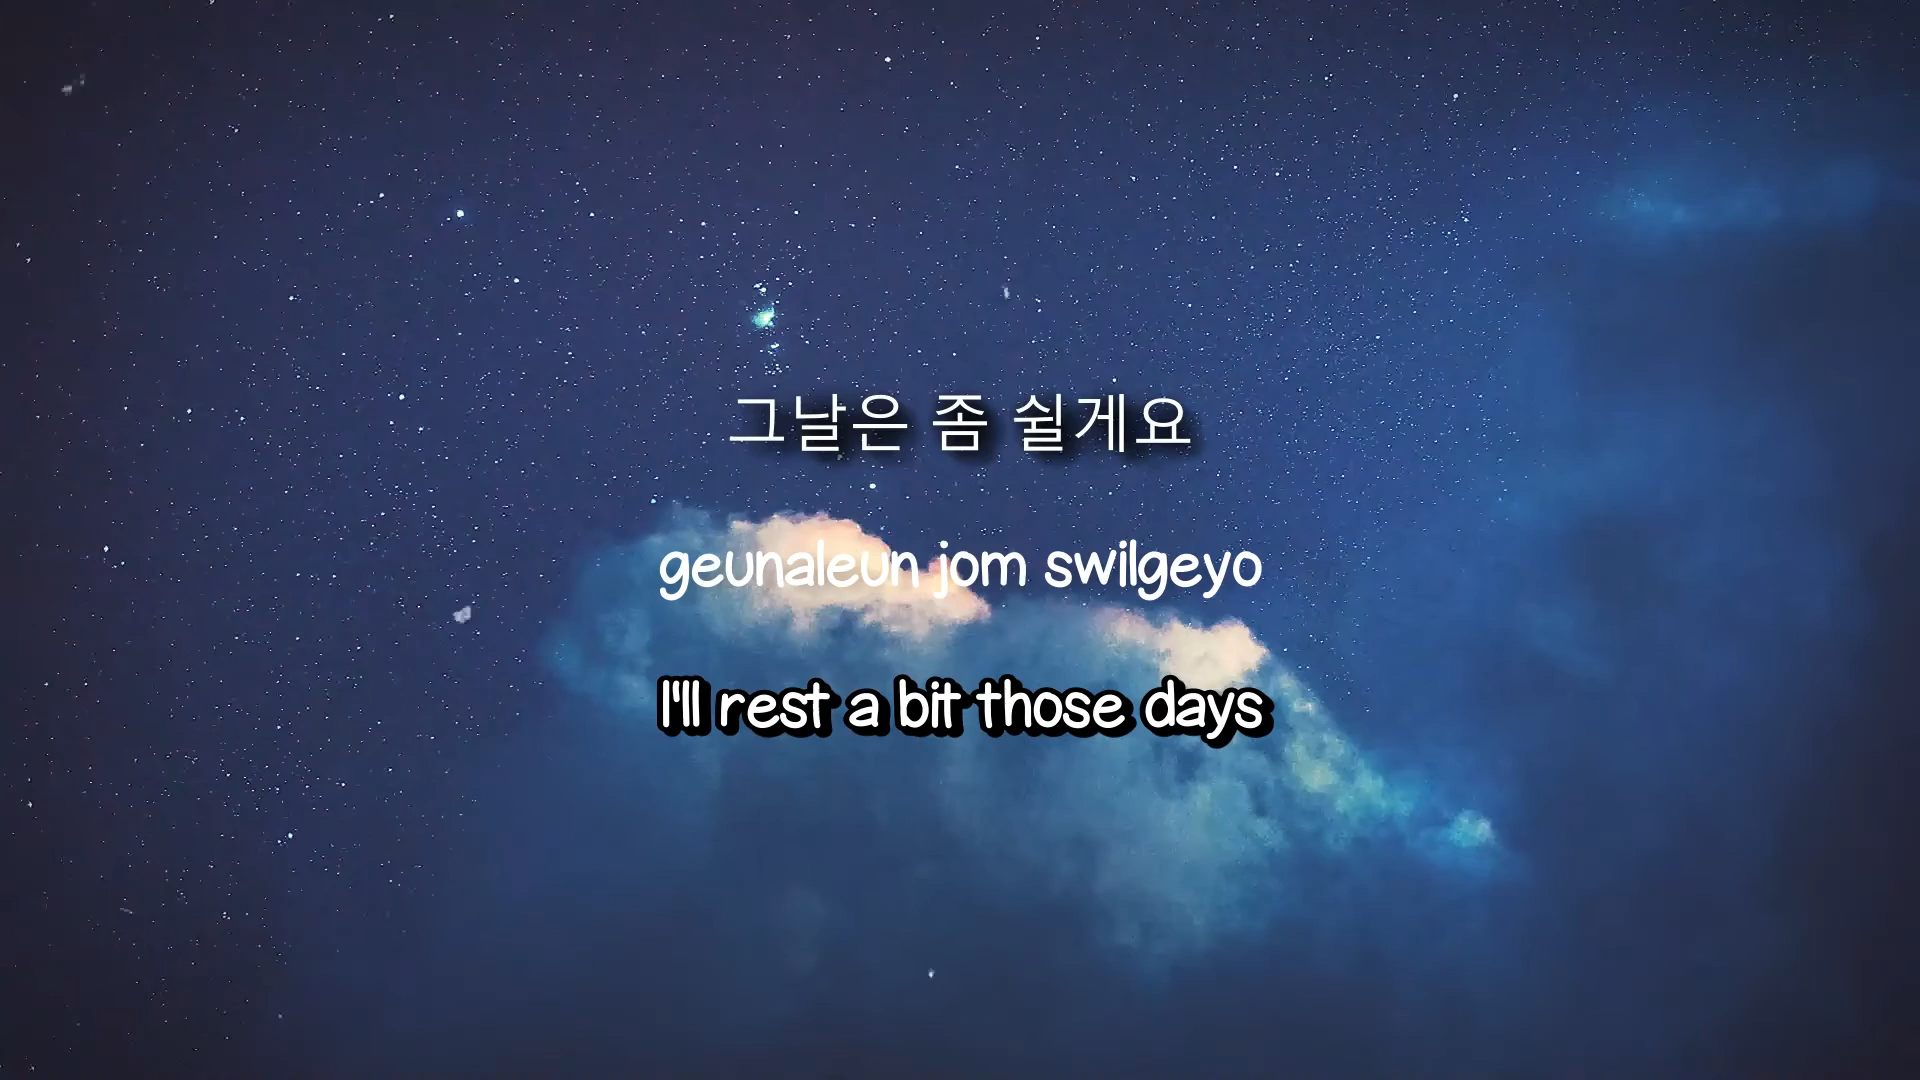 그날은 좀 쉴게요
geunaleun jom swilgeyo
I'll rest a bit those days